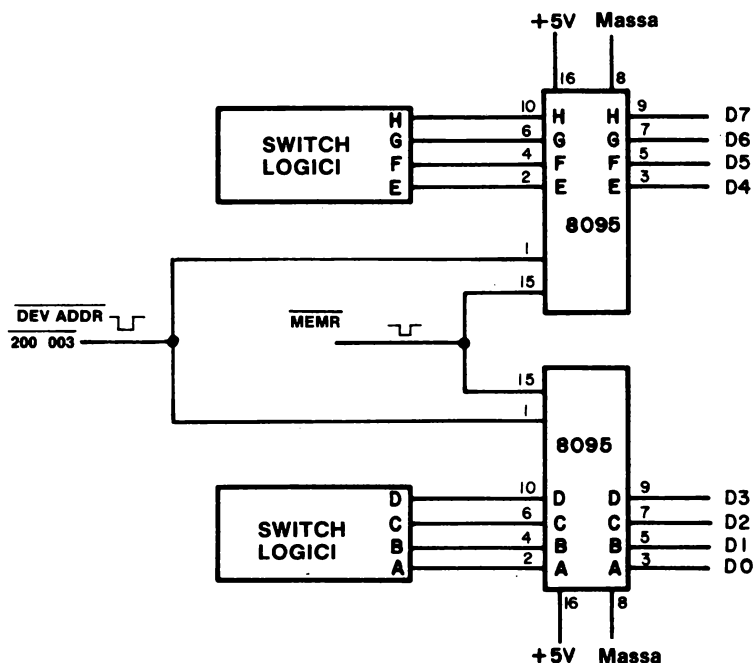 +5V Massa
16 8
SWITCH LOGICI
H 10 H H 9 D7
G 6 G G 7 D6
F 4 F F 5 D5
E 2 E E 3 D4
8095
1
15
DEV ADDR
200 003
MEMR
15
1
8095
SWITCH LOGICI
D 10 D D 9 D3
C 6 C C 7 D2
B 4 B B 5 D1
A 2 A A 3 D0
16 8
+5V Massa